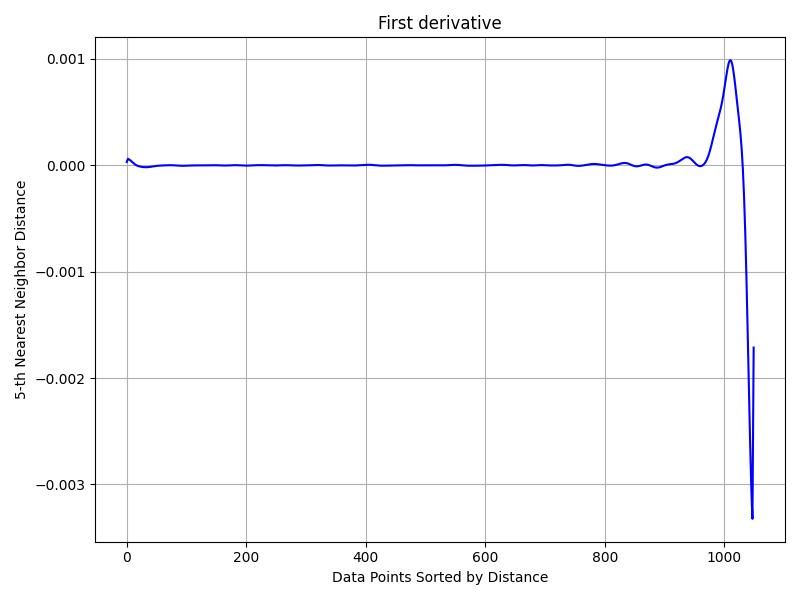 First derivative
5-th Nearest Neighbor Distance
0.001
0.000
−0.001
−0.002
−0.003
0 200 400 600 800 1000
Data Points Sorted by Distance